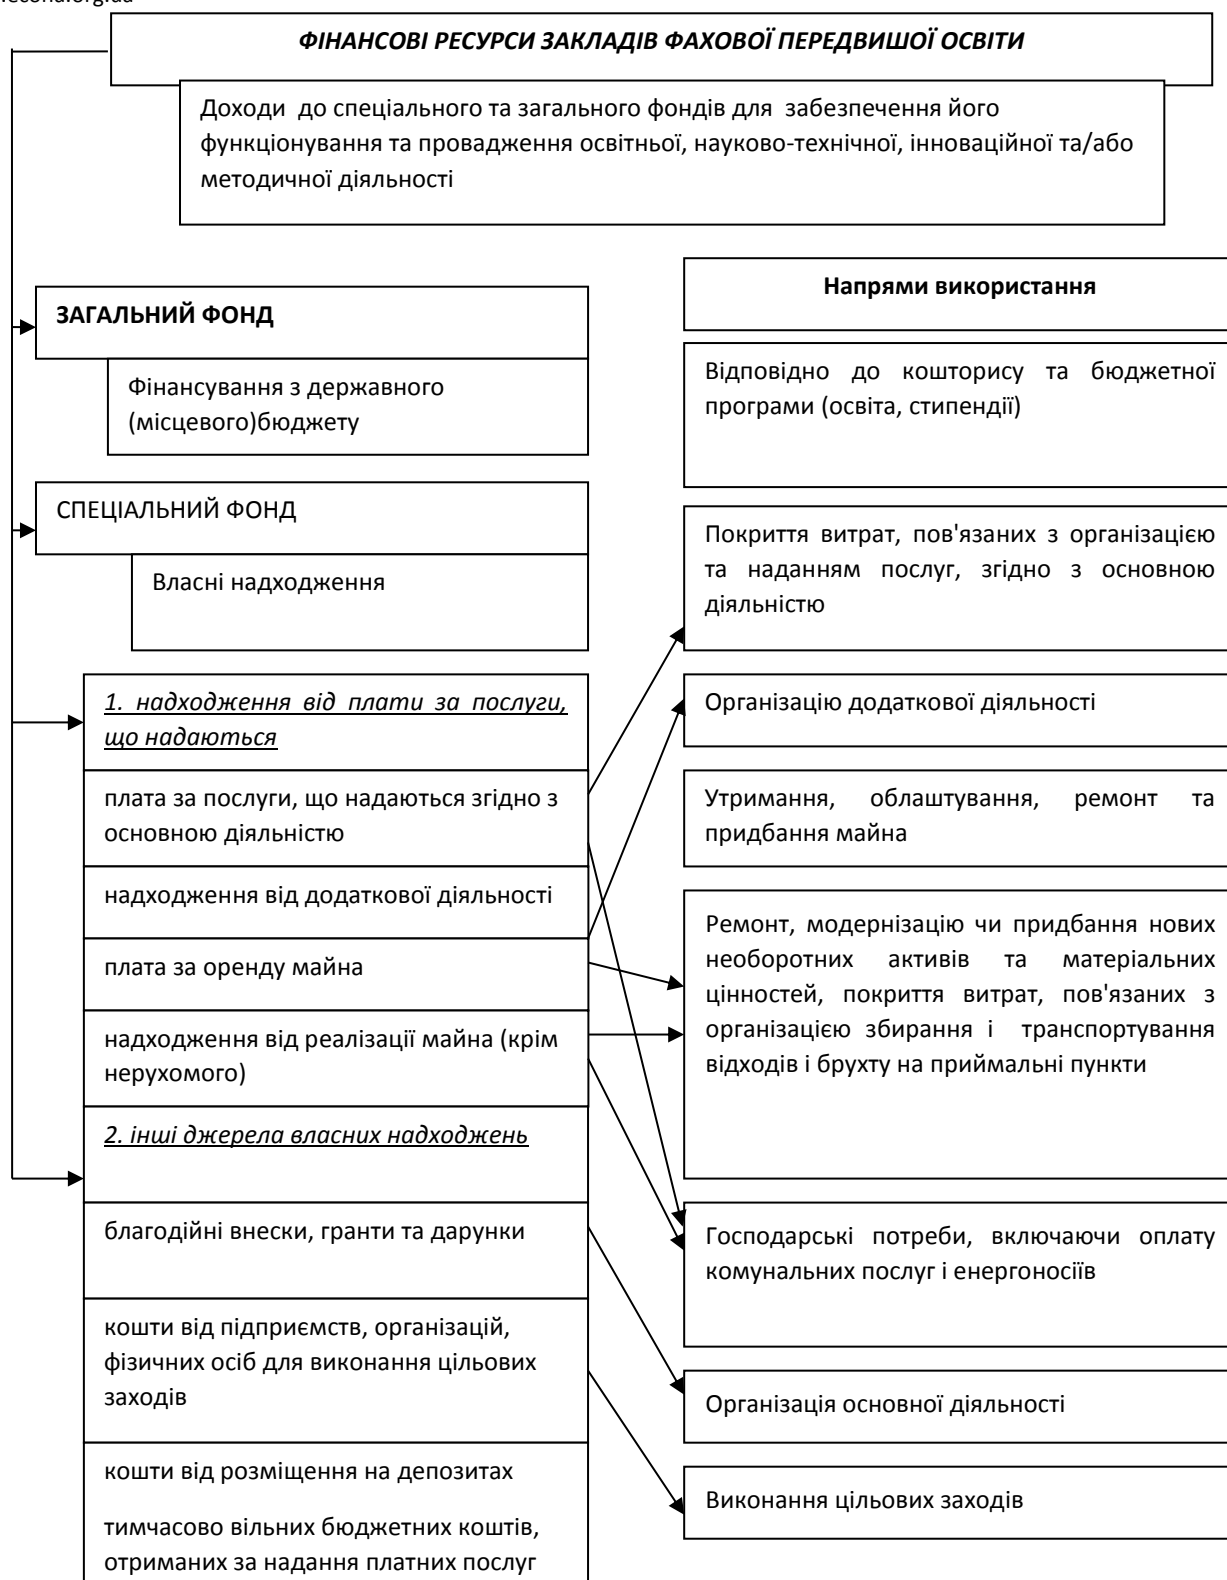 .econa.org.ua
ФІНАНСОВІ РЕСУРСИ ЗАКЛАДІВ ФАХОВОЇ ПЕРЕДВИШОЇ ОСВІТИ
Доходи до спеціального та загального фондів для забезпечення його
функціонування та провадження освітньої, науково-технічної, інноваційної та/або
методичної діяльності
ЗАГАЛЬНИЙ ФОНД
Фінансування з державного
(місцевого)бюджету
СПЕЦІАЛЬНИЙ ФОНД
Власні надходження
1. надходження від плати за послуги,
що надаються
плата за послуги, що надаються згідно з
основною діяльністю
надходження від додаткової діяльності
плата за оренду майна
надходження від реалізації майна (крім
нерухомого)
2. інші джерела власних надходжень
благодійні внески, гранти та дарунки
кошти від підприємств, організацій,
фізичних осіб для виконання цільових
заходів
кошти від розміщення на депозитах
тимчасово вільних бюджетних коштів,
отриманих за надання платних послуг
Напрями використання
Відповідно до кошторису та бюджетної
програми (освіта, стипендії)
Покриття витрат, пов'язаних з організацією
та наданням послуг, згідно з основною
діяльністю
Організацію додаткової діяльності
Утримання, облаштування, ремонт та
придбання майна
Ремонт, модернізацію чи придбання нових
необоротних активів та матеріальних
цінностей, покриття витрат, пов'язаних з
організацією збирання і транспортування
відходів і брухту на приймальні пункти
Господарські потреби, включаючи оплату
комунальних послуг і енергоносіїв
Організація основної діяльності
Виконання цільових заходів